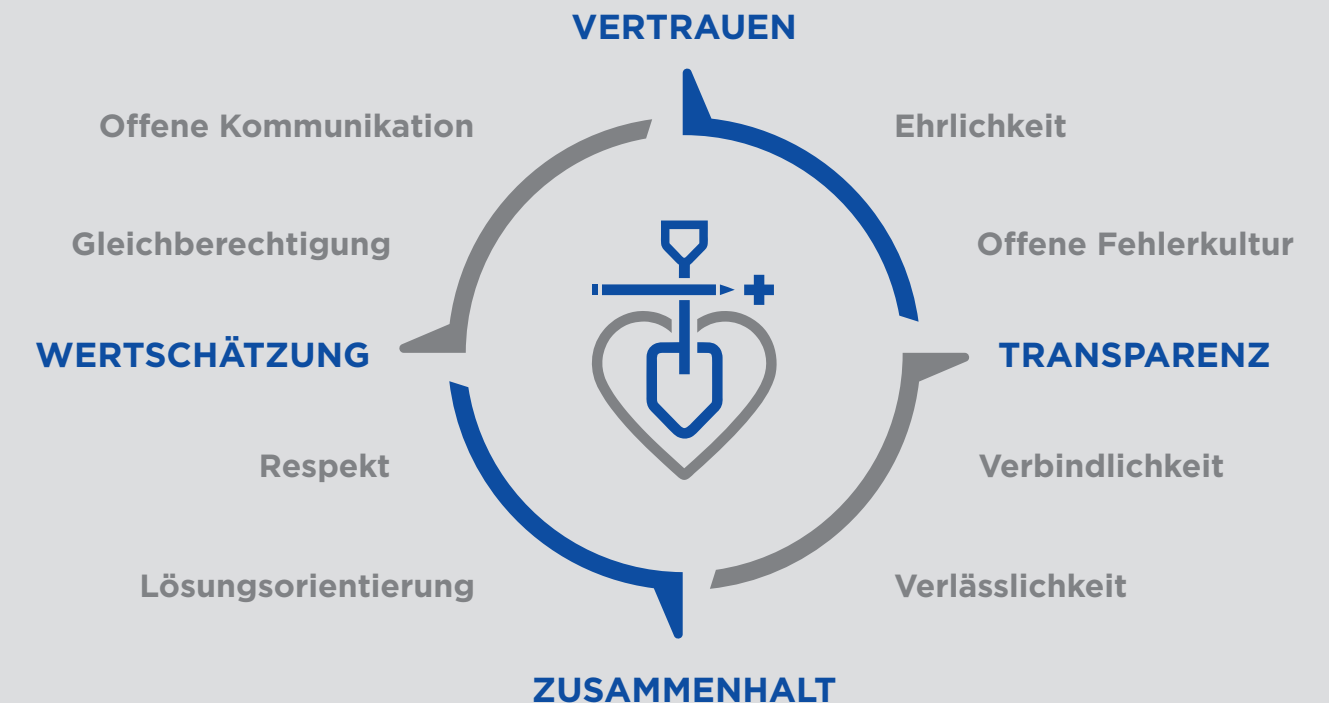 VERTRAUEN
Offene Kommunikation
Ehrlichkeit
Gleichberechtigung
Offene Fehlerkultur
WERTSCHÄTZUNG
TRANSPARENZ
Respekt
Verbindlichkeit
Lösungsorientierung
Verlässlichkeit
ZUSAMMENHALT